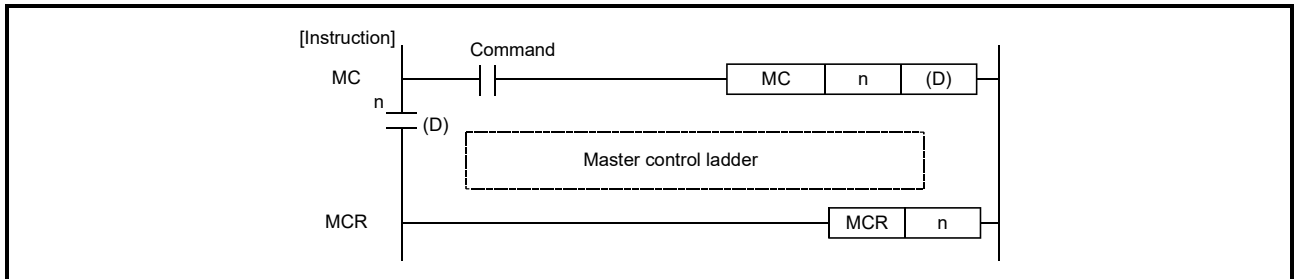 [Instruction]
Command
MC
MC n (D)
n
(D)
Master control ladder
MCR
MCR n